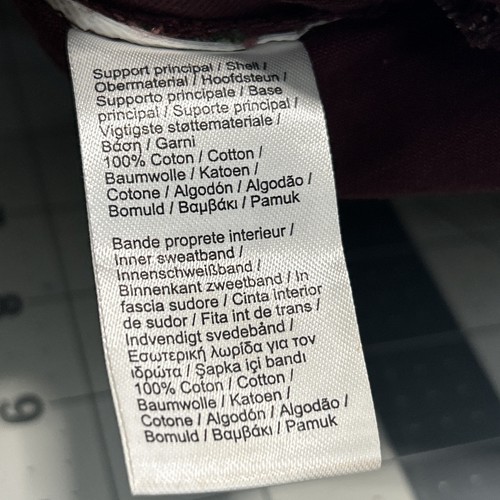 Support principal / Shell /
Obermaterial / Hoofdsteun /
Supporto principale / Base
principal / Suporte principal /
Vigtigste støttemateriale /
Βάση / Garni
100% Coton / Cotton /
Baumwolle / Katoen /
Cotone / Algodón / Algodão /
Bomuld / Βαμβάκι / Pamuk
Bande proprete interieur /
Inner sweatband /
Innenschweißband /
Binnenkant zweetband / In
fascia sudore / Cinta interior
de sudor / Fita int de trans /
Indvendigt svedebånd /
Εσωτερική λωρίδα για τον
ιδρώτα / Şapka içi bandı
100% Coton / Cotton /
Baumwolle / Katoen /
Cotone / Algodón / Algodão /
Bomuld / Βαμβάκι / Pamuk
8
9